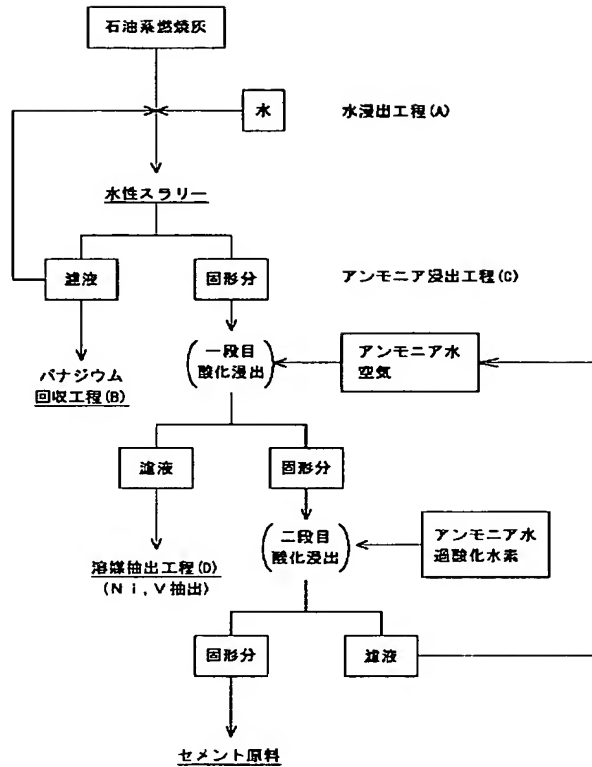 石油系燃焼灰
水
水浸出工程(A)
水性スラリー
濾液
固形分
アンモニア浸出工程(C)
一段目
酸化浸出
アンモニア水
空気
バナジウム
回収工程(B)
濾液
固形分
二段目
酸化浸出
アンモニア水
過酸化水素
溶媒抽出工程(D)
(Ni,V抽出)
固形分
濾液
セメント原料